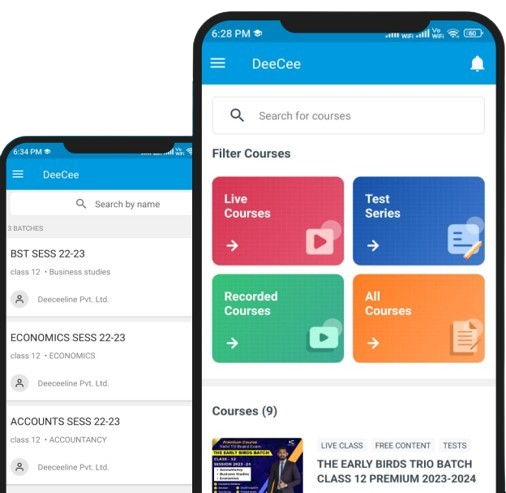 6:34 PM
DeeCee
Search by name
3 BATCHES
BST SESS 22-23
class 12 • Business studies
Deeceeline Pvt. Ltd.
ECONOMICS SESS 22-23
class 12 • ECONOMICS
Deeceeline Pvt. Ltd.
ACCOUNTS SESS 22-23
class 12 • ACCOUNTANCY
Deeceeline Pvt. Ltd.
6:28 PM
Vo
WiFi
WiFi
60
DeeCee
Search for courses
Filter Courses
Live
Courses
Test
Series
Recorded
Courses
All
Courses
Courses (9)
Premium Course
THE EARLY BIRDS BATCH
CLASS - 12
SESSION 2023 -24
LIVE CLASS
FREE CONTENT
TESTS
THE EARLY BIRDS TRIO BATCH
CLASS 12 PREMIUM 2023-2024